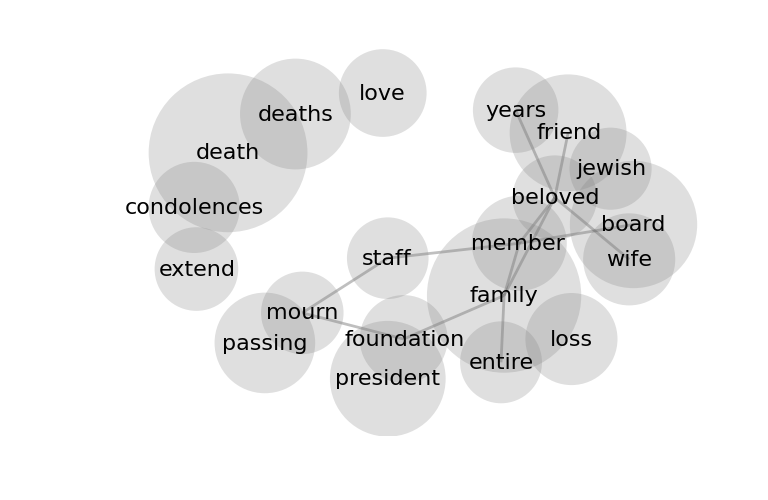 love
years
deaths
friend
death
jewish
beloved
condolences
board
member
staff
wife
extend
family
mourn
foundation
loss
passing
entire
president